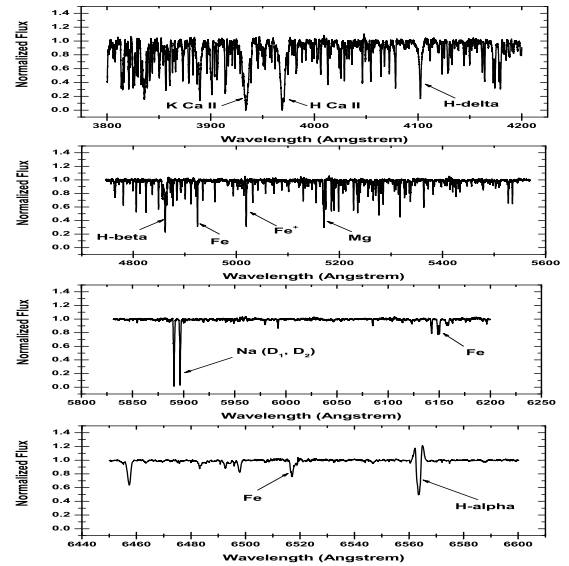 Normalized Flux
1.4
1.2
1.0
0.8
0.6
0.4
0.2
0.0
K Ca II
H Ca II
H-delta
3800 3900 4000 4100 4200
Wavelength (Amgstrem)
Normalized Flux
1.4
1.2
1.0
0.8
0.6
0.4
0.2
0.0
H-beta
Fe
Fe+
Mg
4800 5000 5200 5400 5600
Wavelength (Angstrem)
Normalized Flux
1.4
1.2
1.0
0.8
0.6
0.4
0.2
0.0
Na (D1, D2)
Fe
5800 5850 5900 5950 6000 6050 6100 6150 6200 6250
Wavelength (Angstrem)
Normalized Flux
1.4
1.2
1.0
0.8
0.6
0.4
0.2
0.0
Fe
H-alpha
6440 6460 6480 6500 6520 6540 6560 6580 6600
Wavelength (Angstrem)